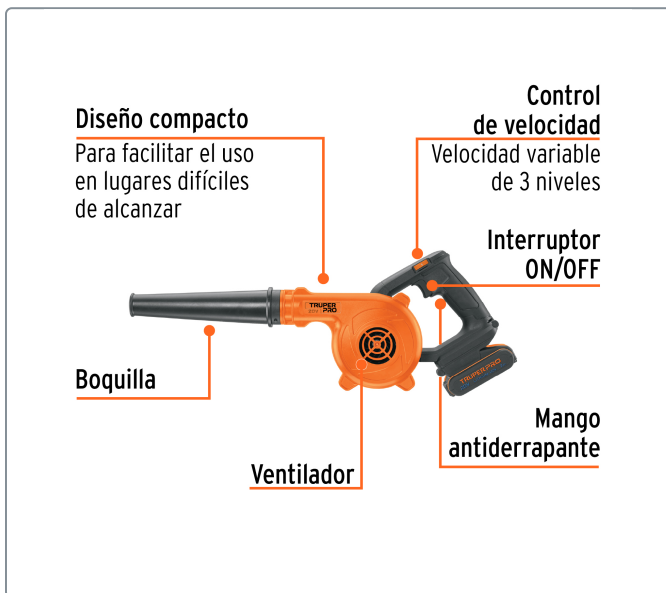 Diseño compacto
Para facilitar el uso
en lugares difíciles
de alcanzar
Control
de velocidad
Velocidad variable
de 3 niveles
Interruptor
ON/OFF
TRUPER
20V PRO
TRUPER PRO
Boquilla
Mango
antiderrapante
Ventilador